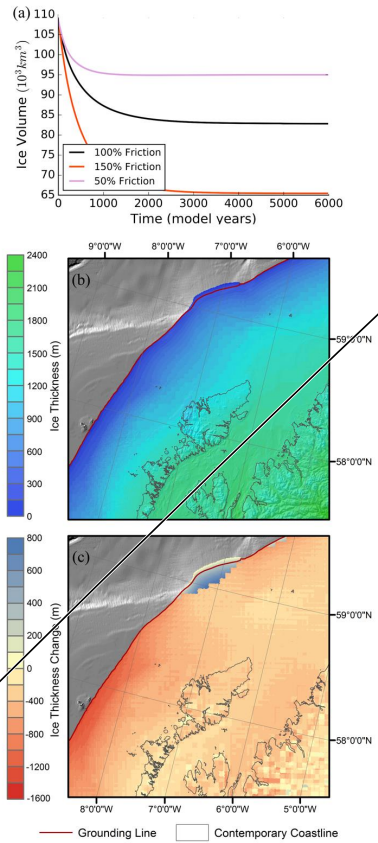 (a)
110
105
100
95
90
85
80
75
70
65
Ice Volume (10³km³)
100% Friction
150% Friction
50% Friction
0 1000 2000 3000 4000 5000 6000
Time (model years)
9°0'0"W 8°0'0"W 7°0'0"W 6°0'0"W
(b)
2400
2100
1800
1500
1200
900
600
300
0
Ice Thickness (m)
59°0'0"N
58°0'0"N
(c)
800
600
400
200
0
-400
-800
-1200
-1600
Ice Thickness Change (m)
59°0'0"N
58°0'0"N
8°0'0"W 7°0'0"W 6°0'0"W 5°0'0"W
Grounding Line Contemporary Coastline